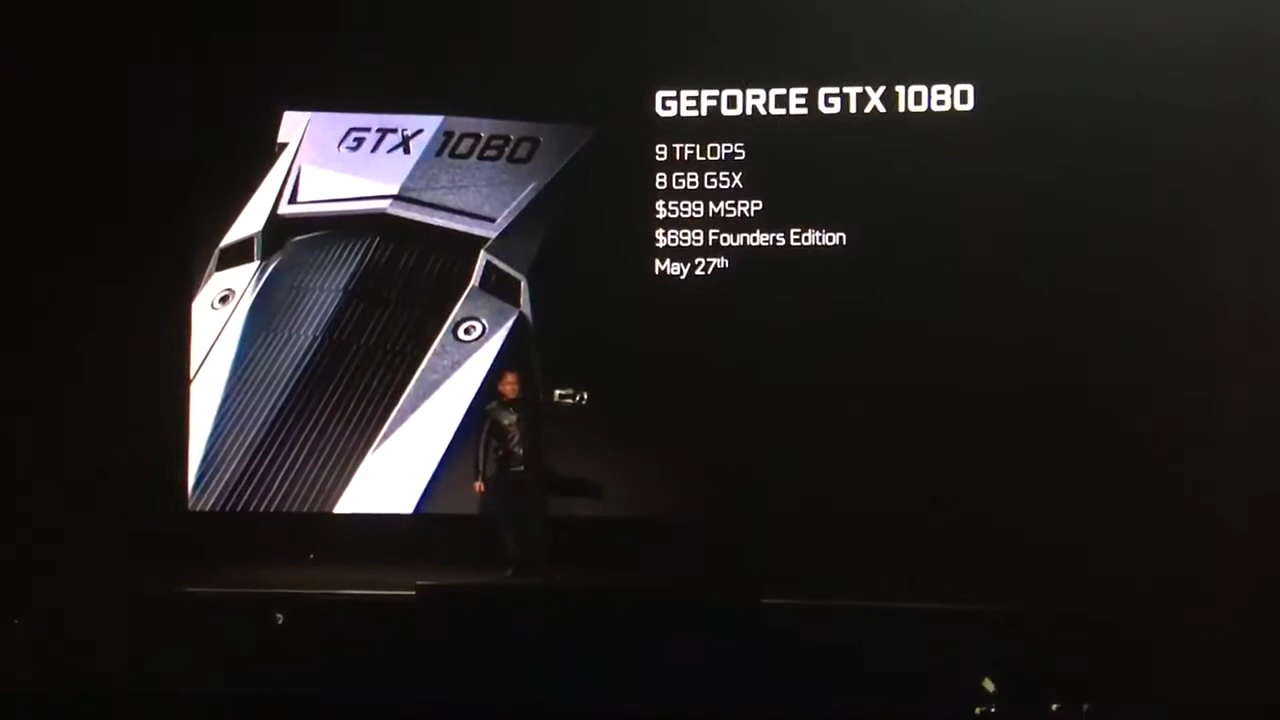 GTX 1080
GEFORCE GTX 1080
9 TFLOPS
8 GB G5X
$599 MSRP
$699 Founders Edition
May 27th